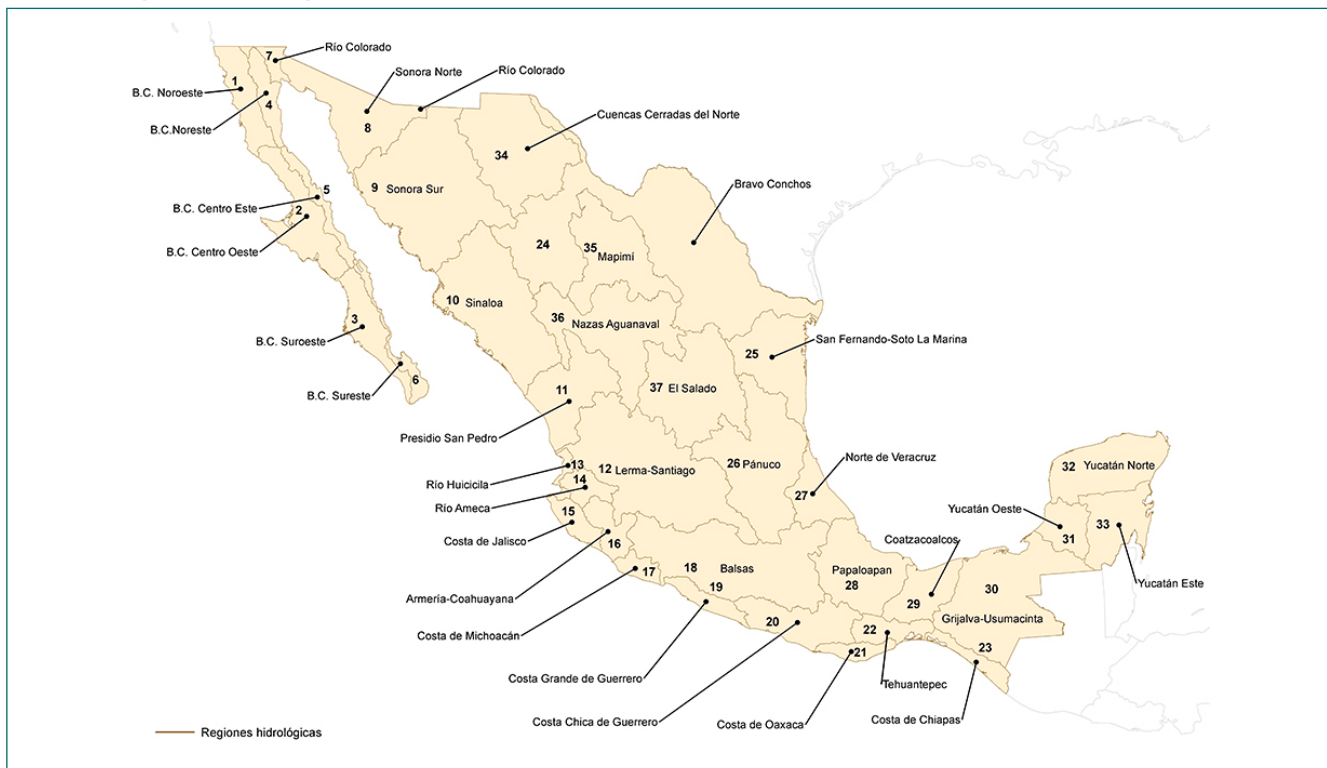 7
Río Colorado
1
Sonora Norte
Río Colorado
B.C. Noroeste
4
Cuencas Cerradas del Norte
B.C.Noreste
8
34
Bravo Conchos
9
Sonora Sur
5
B.C. Centro Este
2
24
35
Mapimí
B.C. Centro Oeste
10
Sinaloa
3
36
Nazas Aguanaval
B.C. Suroeste
San Fernando-Soto La Marina
25
6
B.C. Sureste
11
37
El Salado
Presidio San Pedro
13
12
Lerma-Santiago
26
Pánuco
Norte de Veracruz
32
Yucatán Norte
Río Huicicila
14
Río Ameca
27
15
Yucatán Oeste
33
Costa de Jalisco
16
31
Coatzacoalcos
17
18
Balsas
Papaloapan
28
Yucatán Este
Armería-Coahuayana
19
30
29
Costa de Michoacán
20
22
Grijalva-Usumacinta
21
23
Costa Grande de Guerrero
Tehuantepec
Costa Chica de Guerrero
Costa de Oaxaca
Costa de Chiapas
Regiones hidrológicas